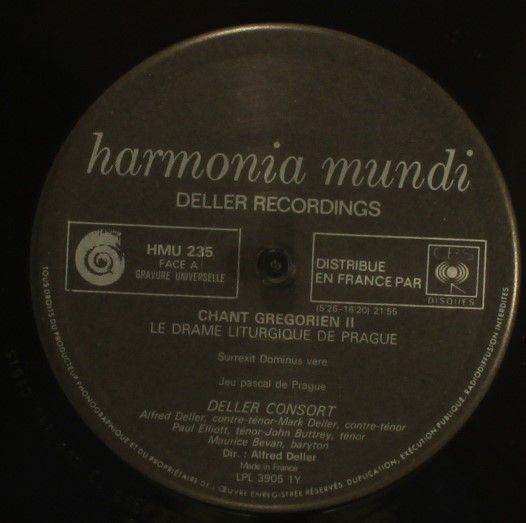 harmonia mundi
DELLER RECORDINGS
HMU 235
FACE A
GRAVURE UNIVERSELLE
DISTRIBUE
EN FRANCE PAR
CBS
DISQUES
(5'26-16'20) 21'55
CHANT GREGORIEN II
LE DRAME LITURGIQUE DE PRAGUE
Surrexit Dominus vere
Jeu pascal de Prague
DELLER CONSORT
Alfred Deller, contre-ténor-Mark Deller, contre-ténor
Paul Elliott, ténor-John Buttrey, ténor
Maurice Bevan, baryton
Dir. : Alfred Deller
Made in France
LPL 3905 1Y
TOUS DROITS DU PRODUCTEUR PHONOGRAPHIQUE ET DU PROPRIÉTAIRE DE L'ŒUVRE ENREGISTRÉE RÉSERVÉS. DUPLICATION, EXÉCUTION PUBLIQUE, RADIODIFFUSION INTERDITES